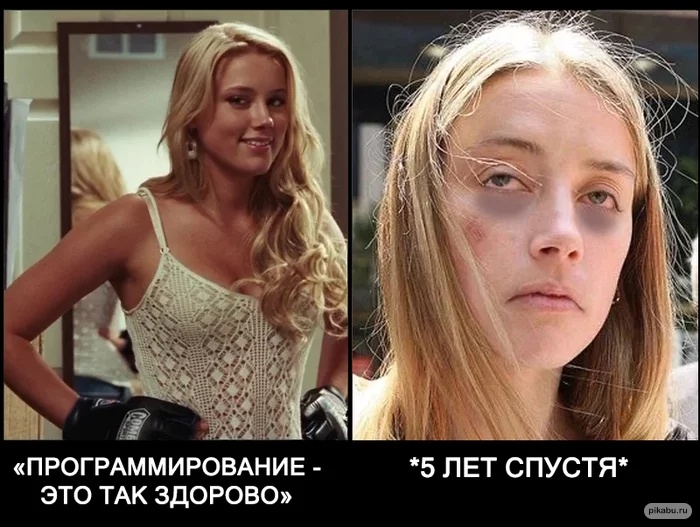 «ПРОГРАММИРОВАНИЕ -
ЭТО ТАК ЗДОРОВО»
*5 ЛЕТ СПУСТЯ*
pikabu.ru